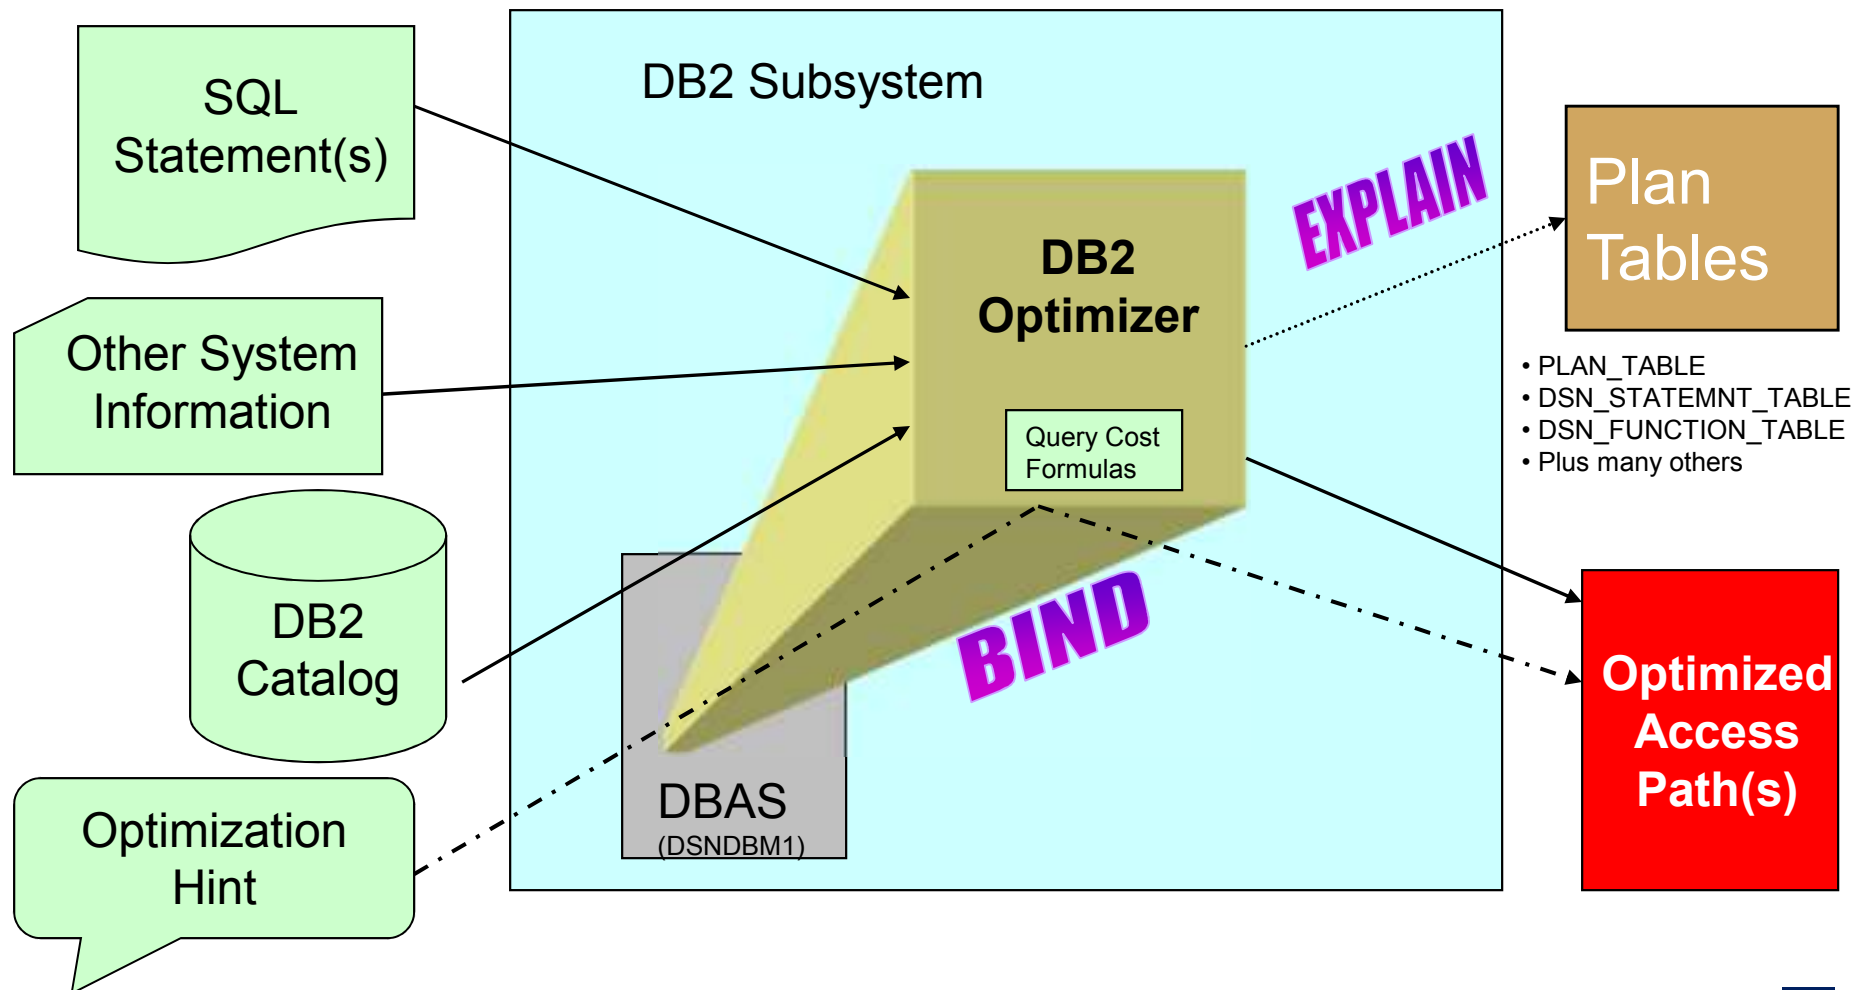 SQL
Statement(s)
Other System
Information
DB2
Catalog
Optimization
Hint
DB2 Subsystem
DB2
Optimizer
Query Cost
Formulas
DBAS
(DSNDBM1)
EXPLAIN
BIND
Plan
Tables
• PLAN_TABLE
• DSN_STATEMNT_TABLE
• DSN_FUNCTION_TABLE
• Plus many others
Optimized
Access
Path(s)